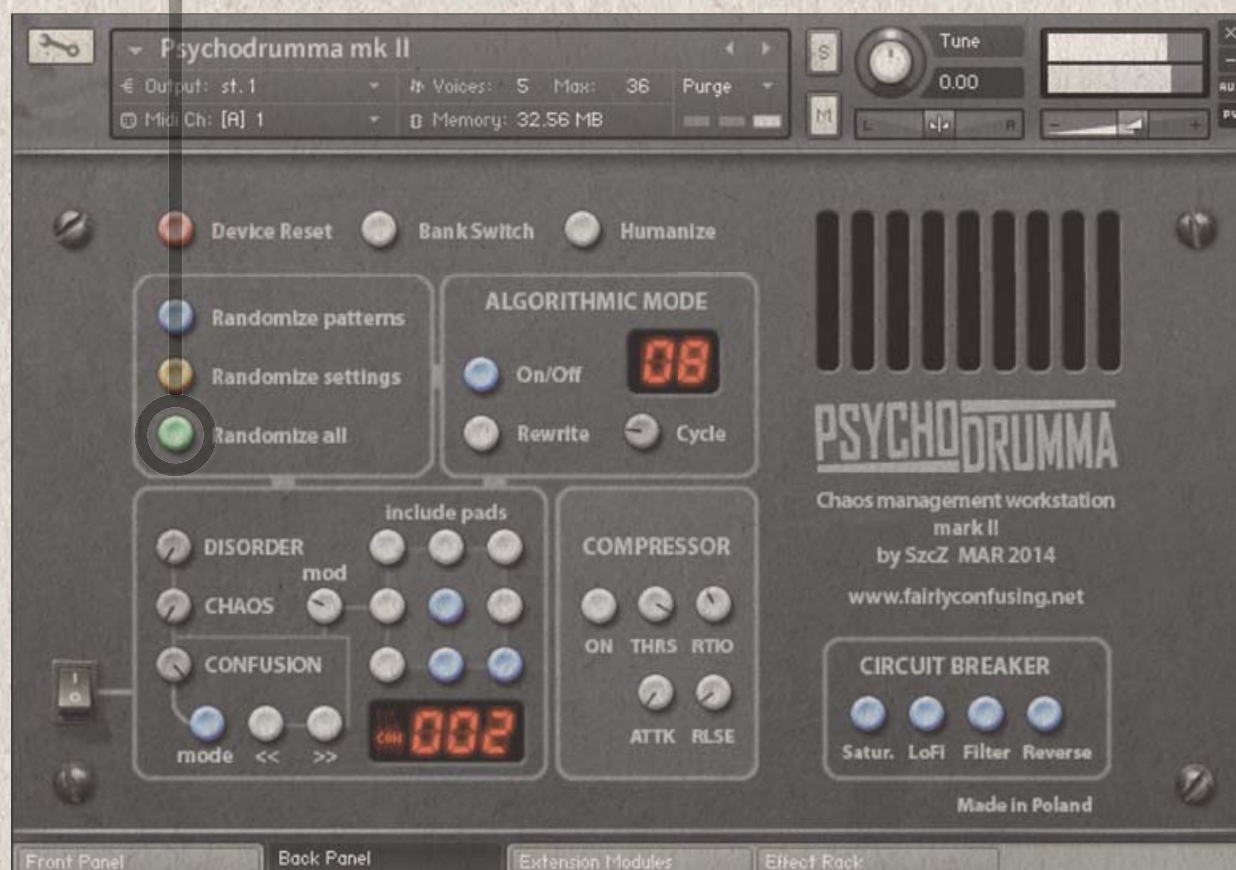 Psychodrumma mk II
S
Tune
AUX
Output: st.1
Voices: 5 Max: 36
Purge
0.00
Midi Ch: [A] 1
Memory: 32.56 MB
M
L
R
- +
PV
Device Reset
Bank Switch
Humanize
Randomize patterns
Randomize settings
Randomize all
ALGORITHMIC MODE
On/Off
08
Rewrite
Cycle
PSYCHODRUMMA
Chaos management workstation
mark II
by SzcZ MAR 2014
www.fairlyconfusing.net
include pads
DISORDER
mod
CHAOS
CONFUSION
mode << >>
002
COMPRESSOR
ON THRS RTIO
ATTK RLSE
CIRCUIT BREAKER
Satur. LoFi Filter Reverse
Made in Poland
Front Panel
Back Panel
Extension Modules
Effect Rack